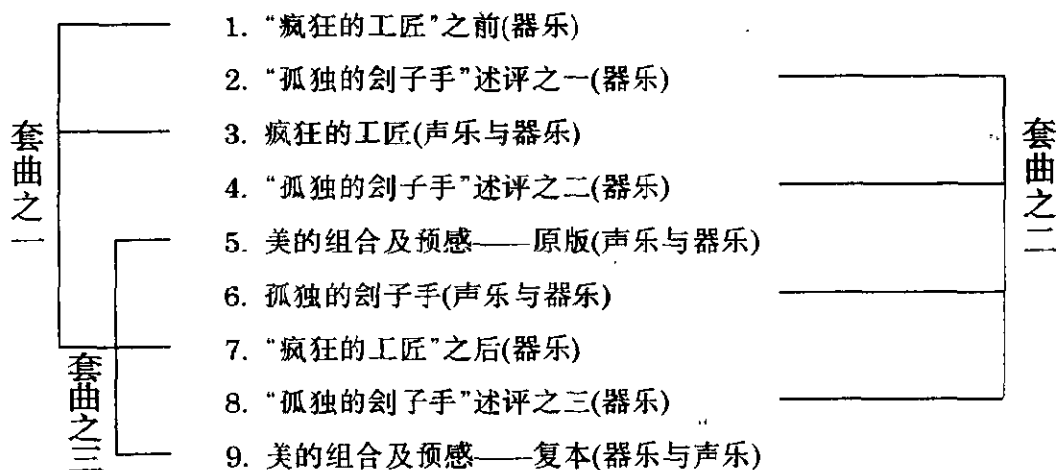 套曲之一
套曲之三
1. “疯狂的工匠”之前(器乐)
2. “孤独的刽子手”述评之一(器乐)
3. 疯狂的工匠(声乐与器乐)
4. “孤独的刽子手”述评之二(器乐)
5. 美的组合及预感——原版(声乐与器乐)
6. 孤独的刽子手(声乐与器乐)
7. “疯狂的工匠”之后(器乐)
8. “孤独的刽子手”述评之三(器乐)
9. 美的组合及预感——复本(器乐与声乐)
套曲之二